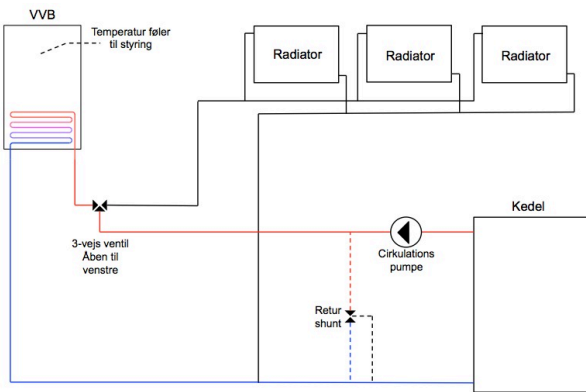 VVB
Temperatur føler
til styring
Radiator
Radiator
Radiator
3-vejs ventil
Åben til
venstre
Cirkulations
pumpe
Kedel
Retur
shunt